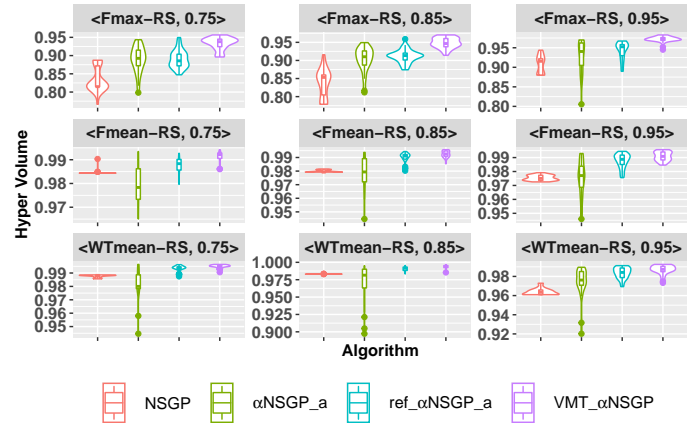 <Fmax−RS, 0.75> <Fmax−RS, 0.85> <Fmax−RS, 0.95>
0.95 0.95 0.95
0.90 0.90 0.90
0.85 0.85 0.85
0.80 0.80 0.80
<Fmean−RS, 0.75> <Fmean−RS, 0.85> <Fmean−RS, 0.95>
0.99 0.99 0.99
0.98 0.98 0.98
0.97 0.97 0.97
0.96 0.96
0.95 0.95
<WTmean−RS, 0.75> <WTmean−RS, 0.85> <WTmean−RS, 0.95>
0.99 1.000 0.98
0.98 0.975 0.96
0.97 0.950 0.94
0.96 0.925 0.92
0.95 0.900
Hyper Volume
Algorithm
NSGP αNSGP_a ref_αNSGP_a VMT_αNSGP